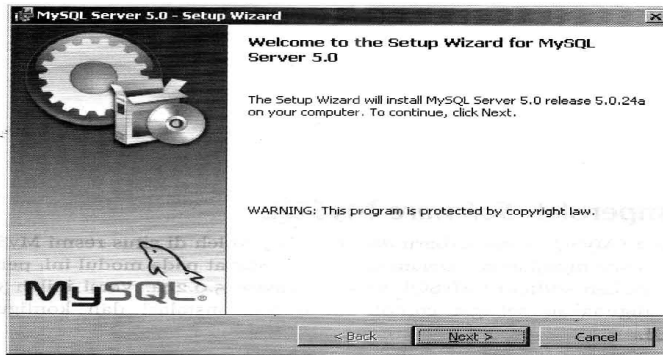 MySQL Server 5.0 - Setup Wizard
Welcome to the Setup Wizard for MySQL
Server 5.0
The Setup Wizard will install MySQL Server 5.0 release 5.0.24a
on your computer. To continue, click Next.
WARNING: This program is protected by copyright law.
MySQL®
< Back
Next >
Cancel